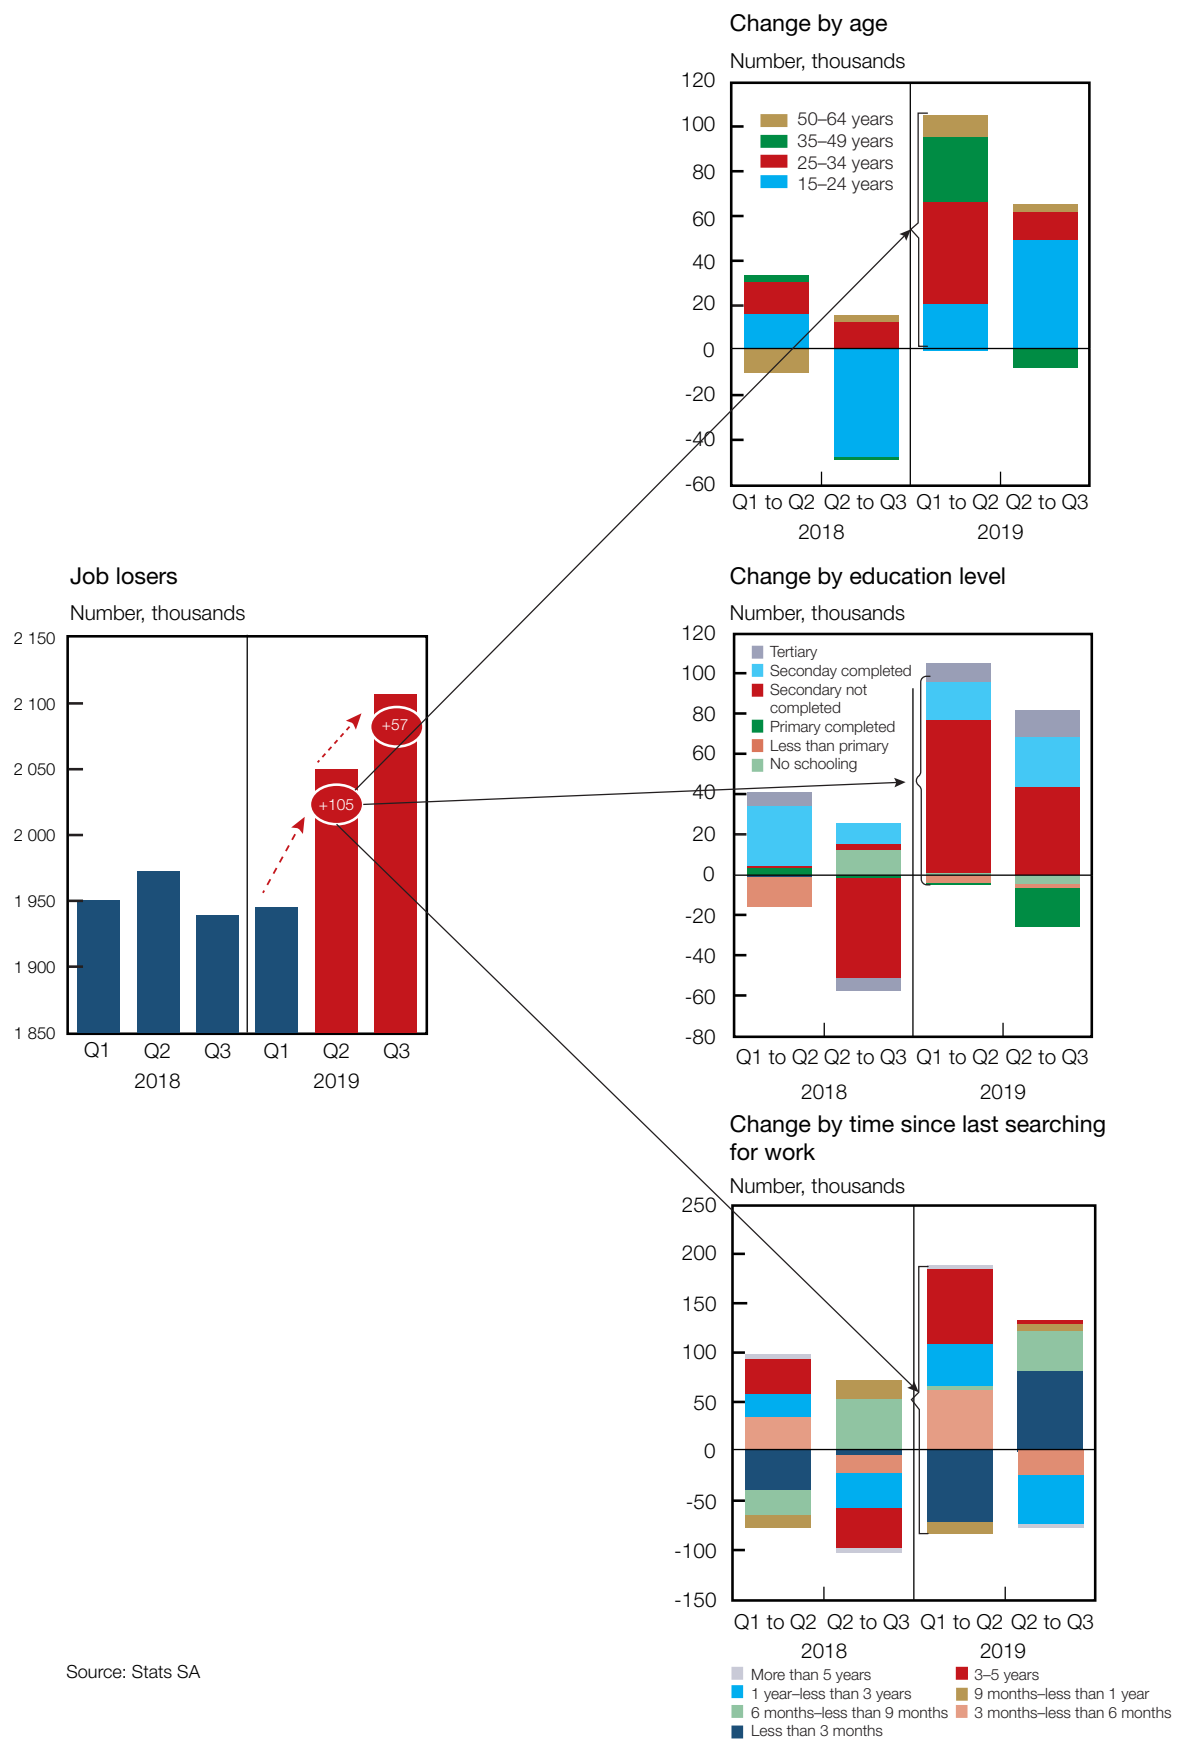 Change by age
Number, thousands
120
100
80
60
40
20
0
-20
-40
-60
50–64 years
35–49 years
25–34 years
15–24 years
Q1 to Q2 Q2 to Q3 Q1 to Q2 Q2 to Q3
2018 2019
Job losers
Number, thousands
2 150
2 100
2 050
2 000
1 950
1 900
1 850
+57
+105
Q1 Q2 Q3 Q1 Q2 Q3
2018 2019
Change by education level
Number, thousands
120
100
80
60
40
20
0
-20
-40
-60
-80
Tertiary
Seconday completed
Secondary not
completed
Primary completed
Less than primary
No schooling
Q1 to Q2 Q2 to Q3 Q1 to Q2 Q2 to Q3
2018 2019
Change by time since last searching
for work
Number, thousands
250
200
150
100
50
0
-50
-100
-150
Q1 to Q2 Q2 to Q3 Q1 to Q2 Q2 to Q3
2018 2019
More than 5 years 3–5 years
1 year–less than 3 years 9 months–less than 1 year
6 months–less than 9 months 3 months–less than 6 months
Less than 3 months
Source: Stats SA